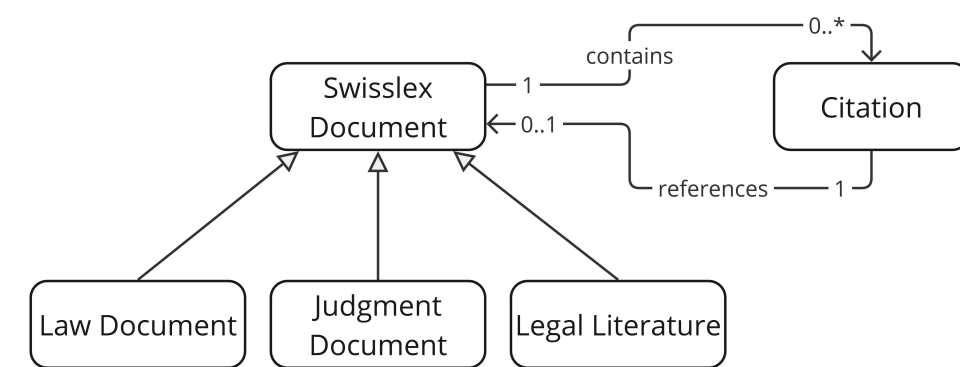 0..*
contains
Swisslex
Document
1
Citation
0..1
references
1
Law Document
Judgment
Document
Legal Literature